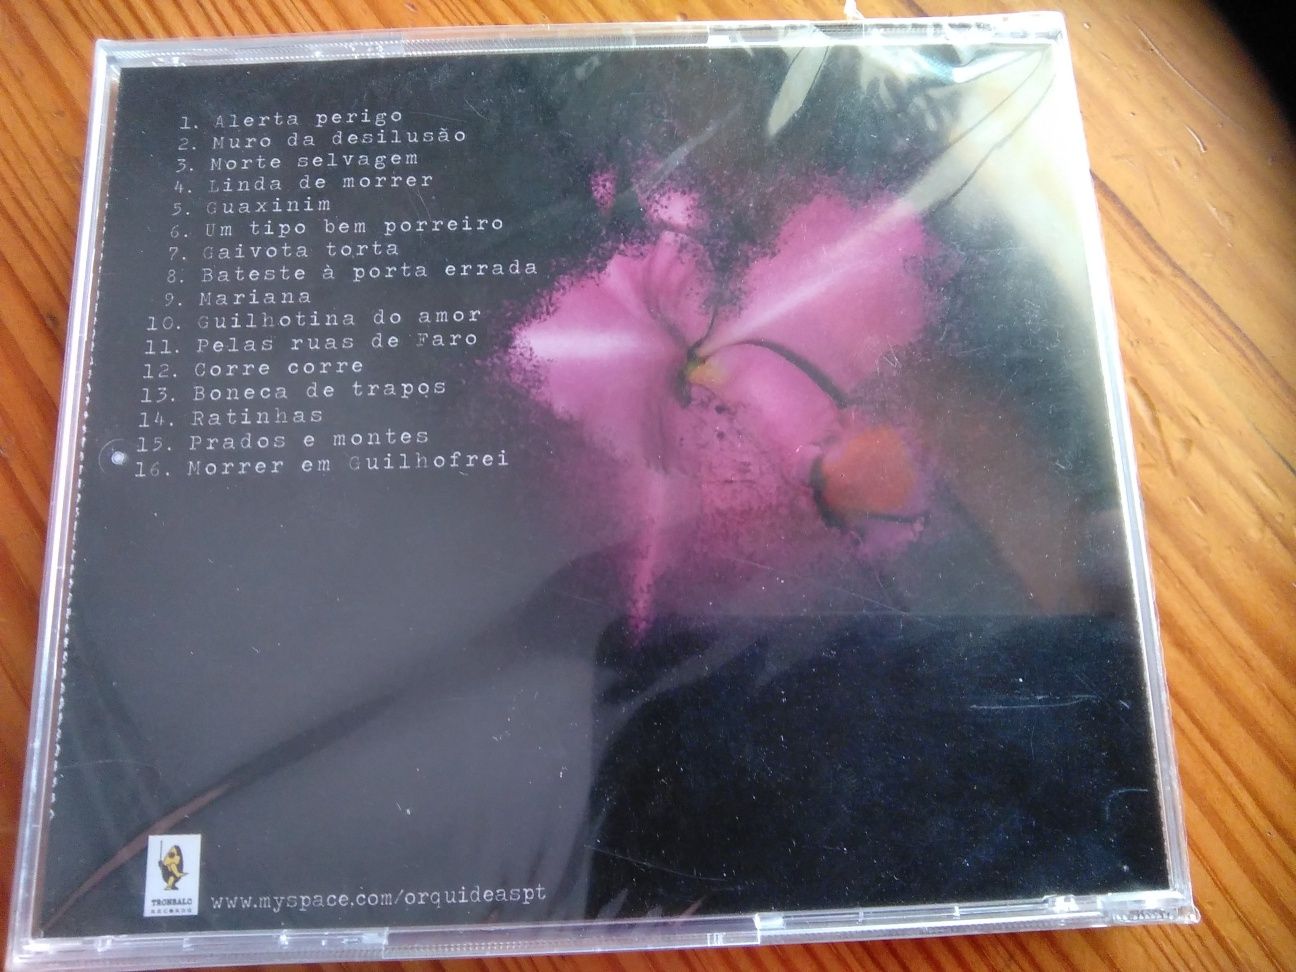 1. Alerta perigo
2. Muro da desilusão
3. Morte selvagem
4. Linda de morrer
5. Guaxinim
6. Um tipo bem porreiro
7. Gaivota torta
8. Bateste à porta errada
9. Mariana
10. Guilhotina do amor
11. Pelas ruas de Faro
12. Corre corre
13. Boneca de trapos
14. Ratinhas
15. Prados e montes
16. Morrer em Guilhofrei
TRONBALC
RECORDS
www.myspace.com/orquideaspt